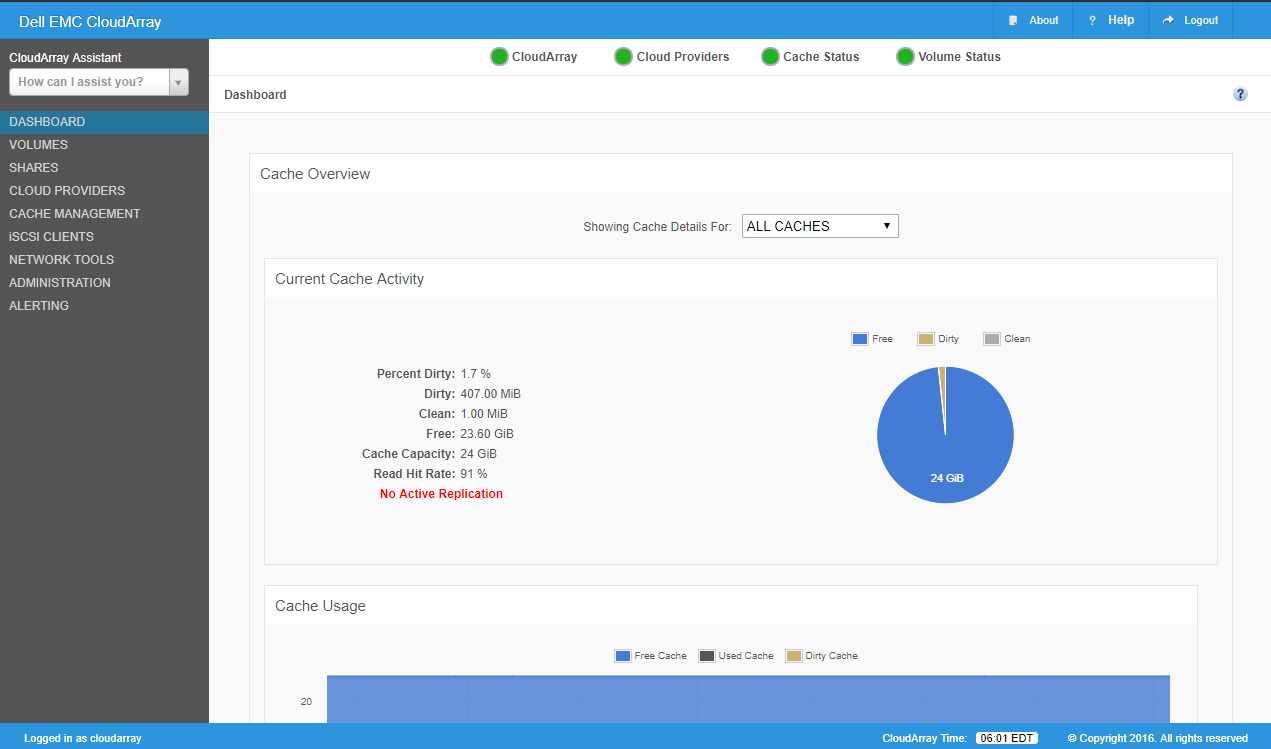 Dell EMC CloudArray
About
? Help
Logout
CloudArray Assistant
How can I assist you?
DASHBOARD
VOLUMES
SHARES
CLOUD PROVIDERS
CACHE MANAGEMENT
iSCSI CLIENTS
NETWORK TOOLS
ADMINISTRATION
ALERTING
CloudArray Cloud Providers Cache Status Volume Status
Dashboard ?
Cache Overview
Showing Cache Details For: ALL CACHES
Current Cache Activity
Percent Dirty: 1.7 %
Dirty: 407.00 MiB
Clean: 1.00 MiB
Free: 23.60 GiB
Cache Capacity: 24 GiB
Read Hit Rate: 91 %
No Active Replication
Free Dirty Clean
24 GiB
Cache Usage
Free Cache Used Cache Dirty Cache
20
Logged in as cloudarray
CloudArray Time: 06:01 EDT
© Copyright 2016. All rights reserved